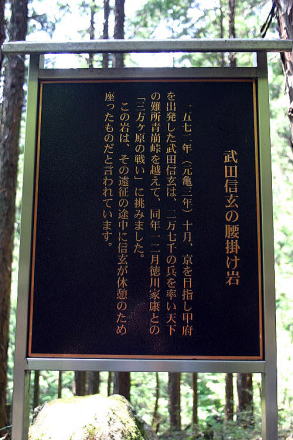 武田信玄の腰掛け岩
一五七二年（元亀三年）十月、京を目指し甲府
を出発した武田信玄は、二万七千の兵を率い天下
の難所青崩峠を越えて、同年十二月徳川家康との
「三方ヶ原の戦い」に挑みました。
この岩は、その遠征の途中に信玄が休憩のため
座ったものだと言われています。